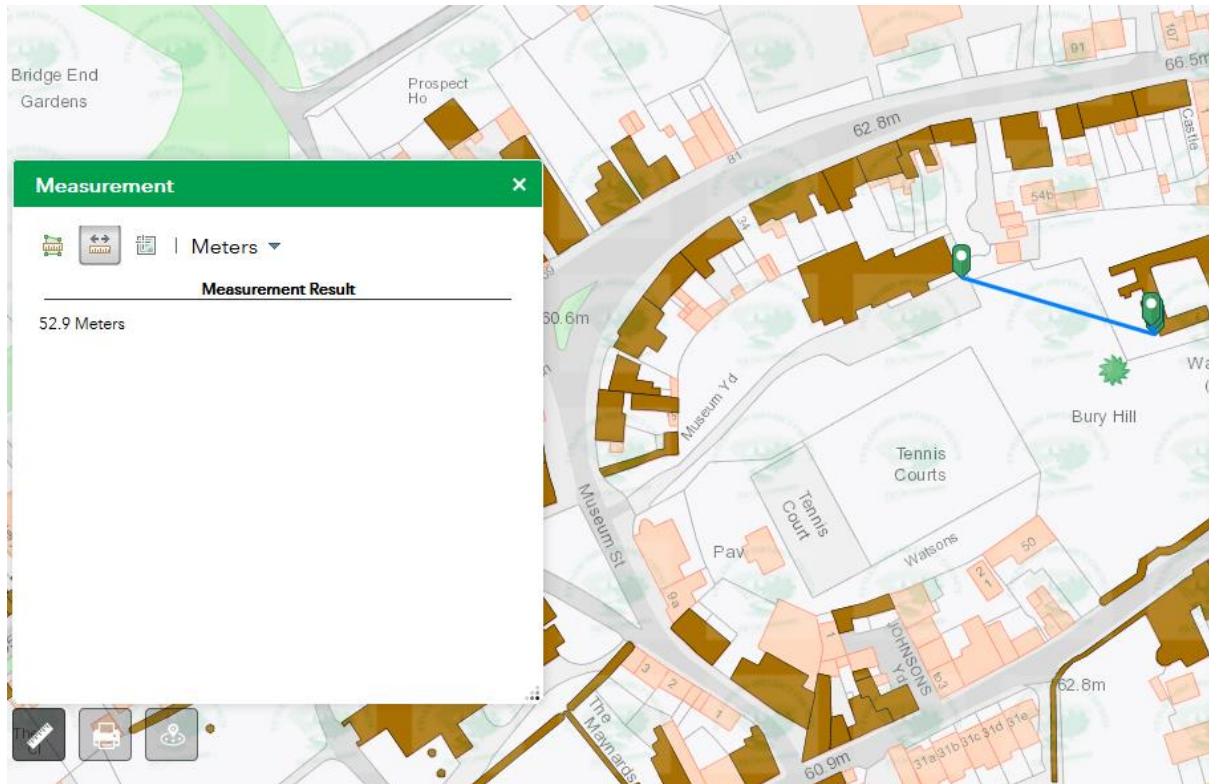 Bridge End
Gardens
Prospect
Ho
91
107
66.5m
62.8m
Castle
81
54b
34
Measurement
×
Meters
Measurement Result
52.9 Meters
60.6m
Museum Yd
Bury Hill
Tennis
Courts
Tennis
Court
Museum St
Pav
Watsons
50
2
1
9a
1
JOHNSONS
Yd
3
2
1
62.8m
The
Maynards
31a
31b
31c
31d
31e
60.9m